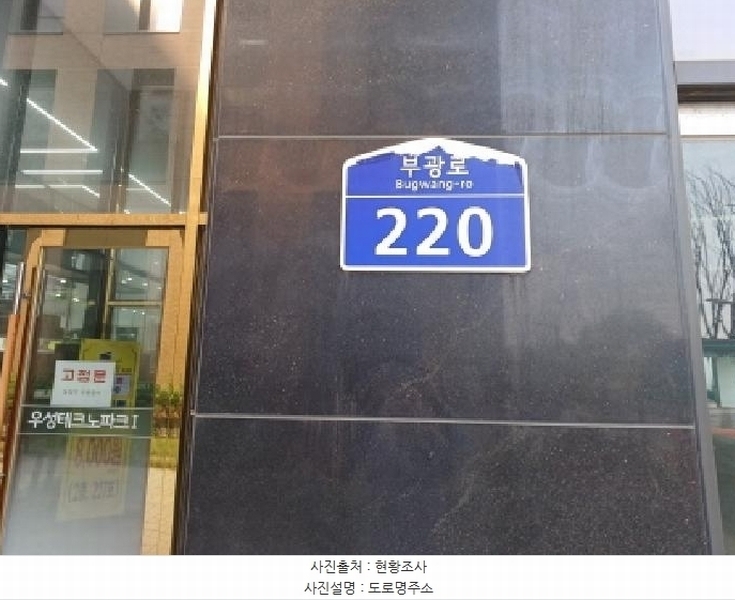 부광로
Bugwang-ro
220
고정문
우성테크노파크 I
사진출처 : 현황조사
사진설명 : 도로명주소